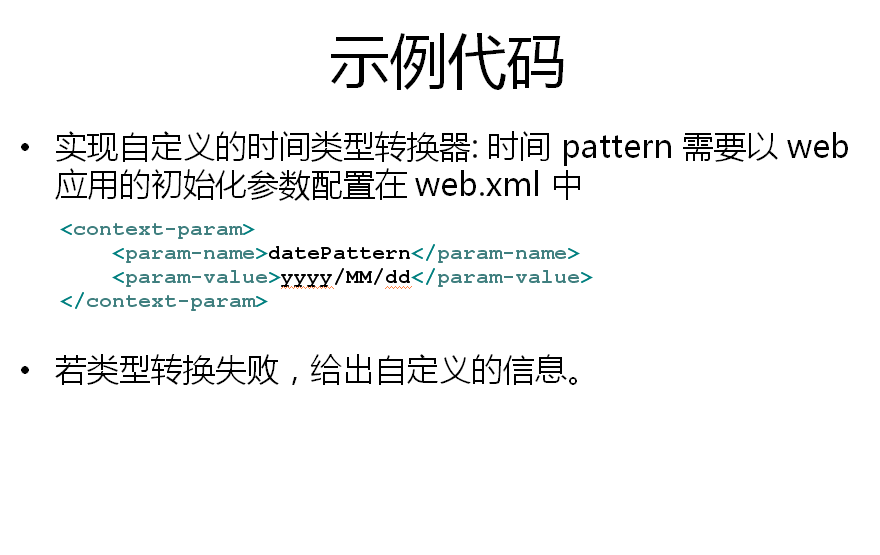 示例代码
• 实现自定义的时间类型转换器: 时间 pattern 需要以 web
应用的初始化参数配置在 web.xml 中
<context-param>
    <param-name>datePattern</param-name>
    <param-value>yyyy/MM/dd</param-value>
</context-param>
• 若类型转换失败，给出自定义的信息。